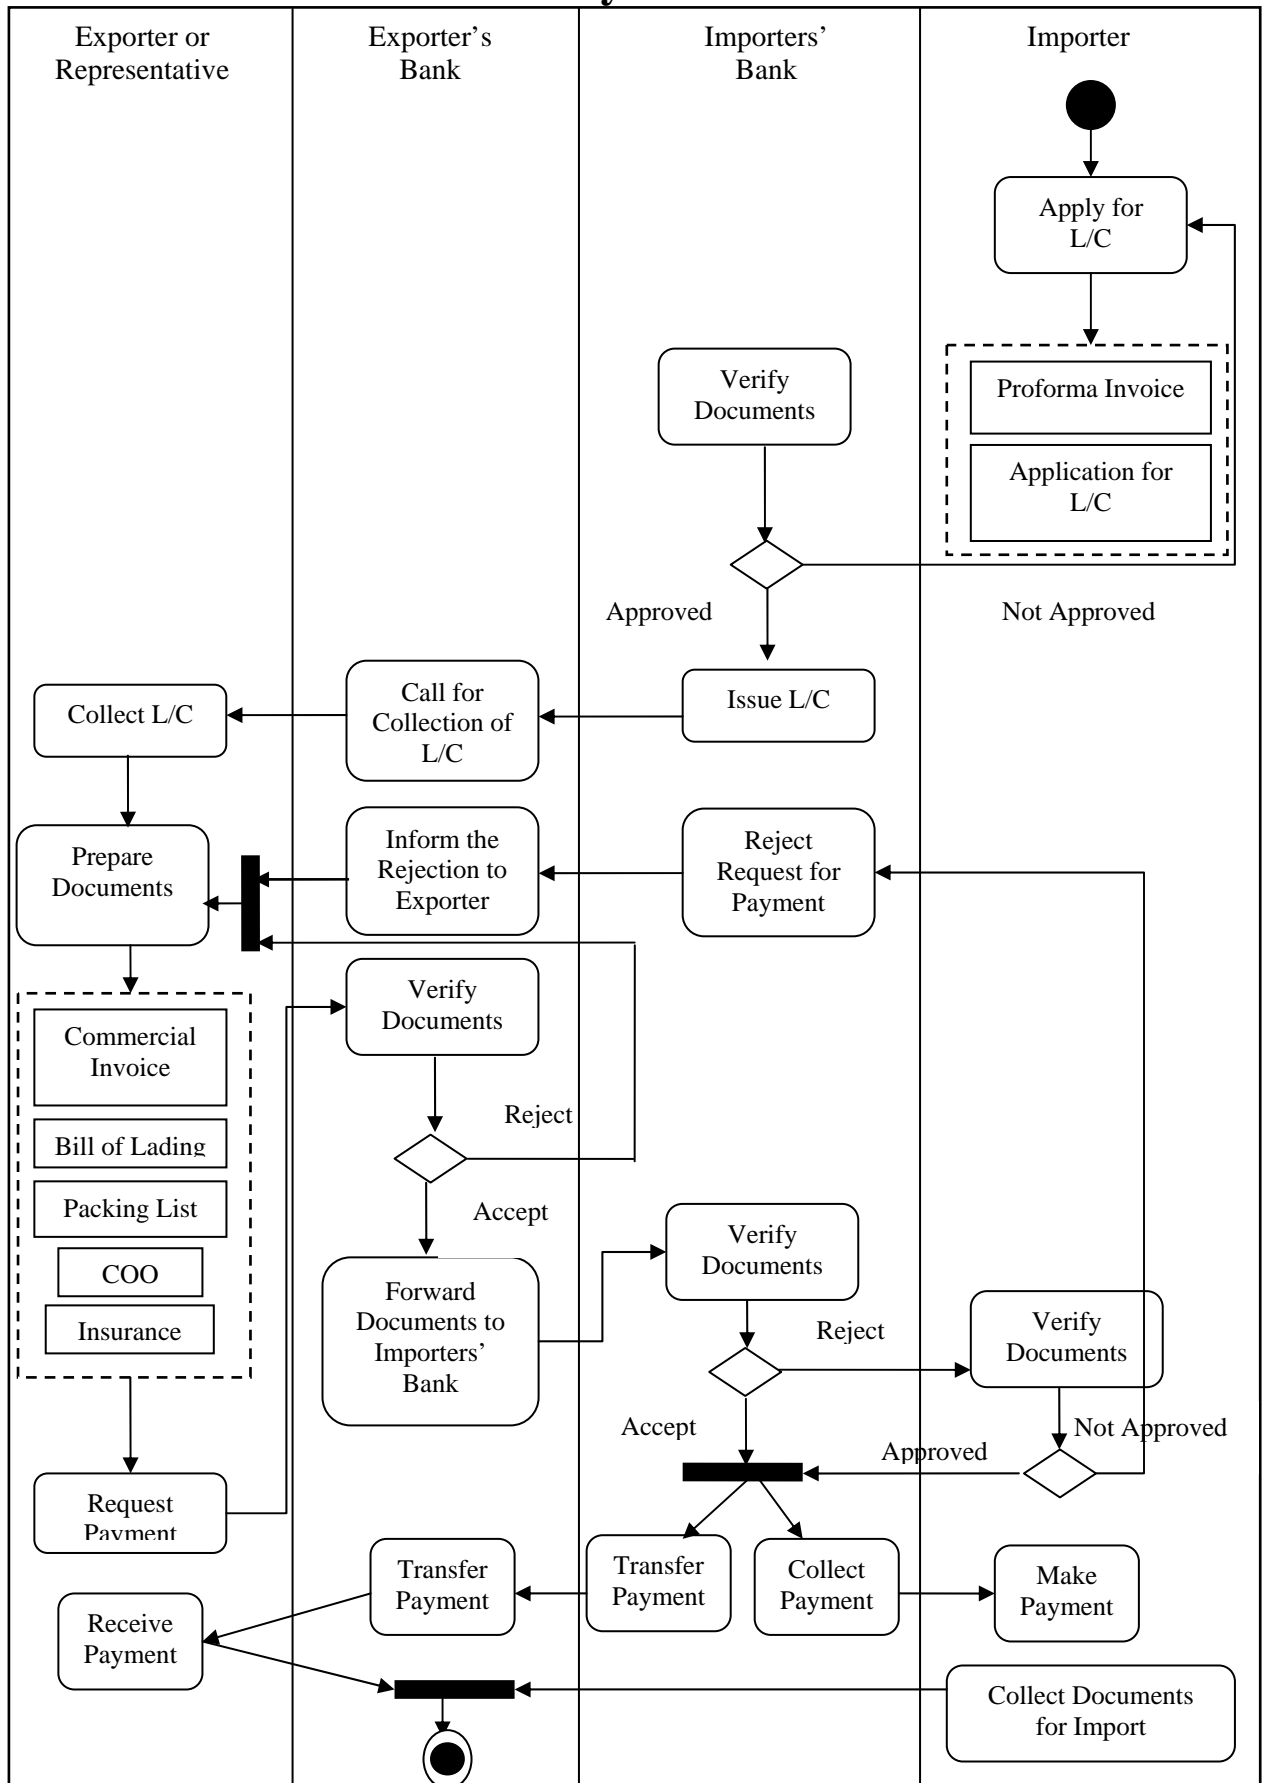 Exporter or
Representative
Exporter's
Bank
Importers'
Bank
Importer
Apply for
L/C
Proforma Invoice
Application for
L/C
Verify
Documents
Approved
Not Approved
Issue L/C
Call for
Collection of
L/C
Collect L/C
Prepare
Documents
Inform the
Rejection to
Exporter
Reject
Request for
Payment
Commercial
Invoice
Bill of Lading
Packing List
COO
Insurance
Verify
Documents
Reject
Accept
Forward
Documents to
Importers'
Bank
Verify
Documents
Reject
Accept
Verify
Documents
Not Approved
Approved
Request
Payment
Transfer
Payment
Transfer
Payment
Collect
Payment
Make
Payment
Receive
Payment
Collect Documents
for Import